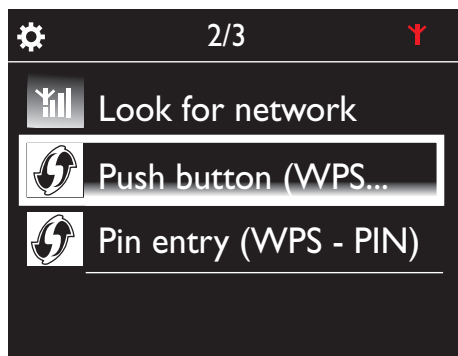 2/3
Look for network
Push button (WPS...
Pin entry (WPS - PIN)